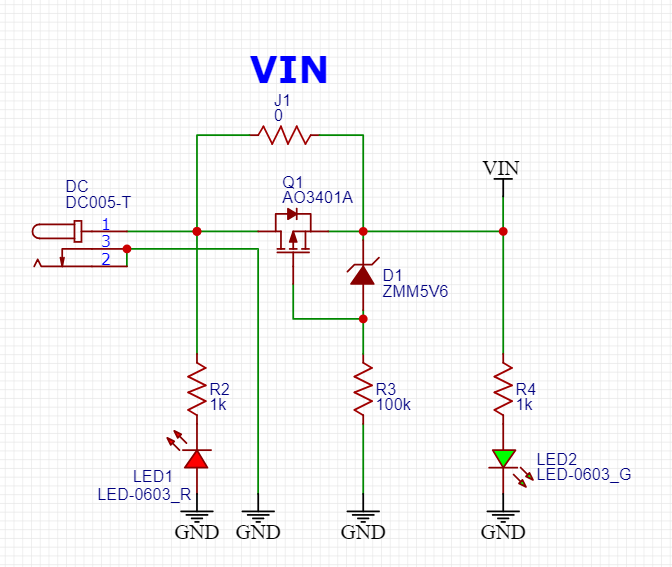 VIN
J1
0
Q1
AO3401A
VIN
DC
DC005-T
1
3
2
D1
ZMM5V6
R2
1k
R3
100k
R4
1k
LED1
LED-0603_R
LED2
LED-0603_G
GND
GND
GND
GND